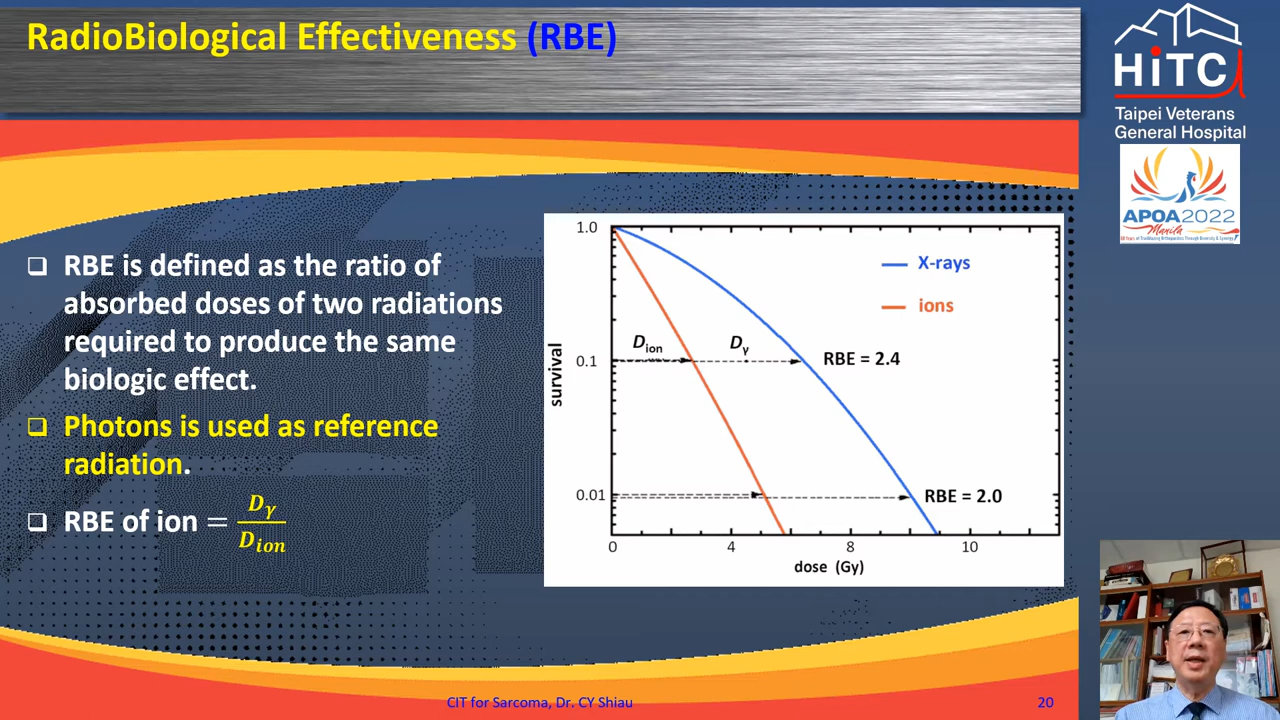 RadioBiological Effectiveness (RBE)
HiTC
Taipei Veterans
General Hospital
APOA2022
Manila
❑ RBE is defined as the ratio of
absorbed doses of two radiations
required to produce the same
biologic effect.
❑ Photons is used as reference
radiation.
❑ RBE of ion = Dγ / Dion
1.0
X-rays
ions
Dion
Dγ
0.1
RBE = 2.4
survival
0.01
RBE = 2.0
0
4
8
10
dose (Gy)
CIT for Sarcoma, Dr. CY Shiau
20